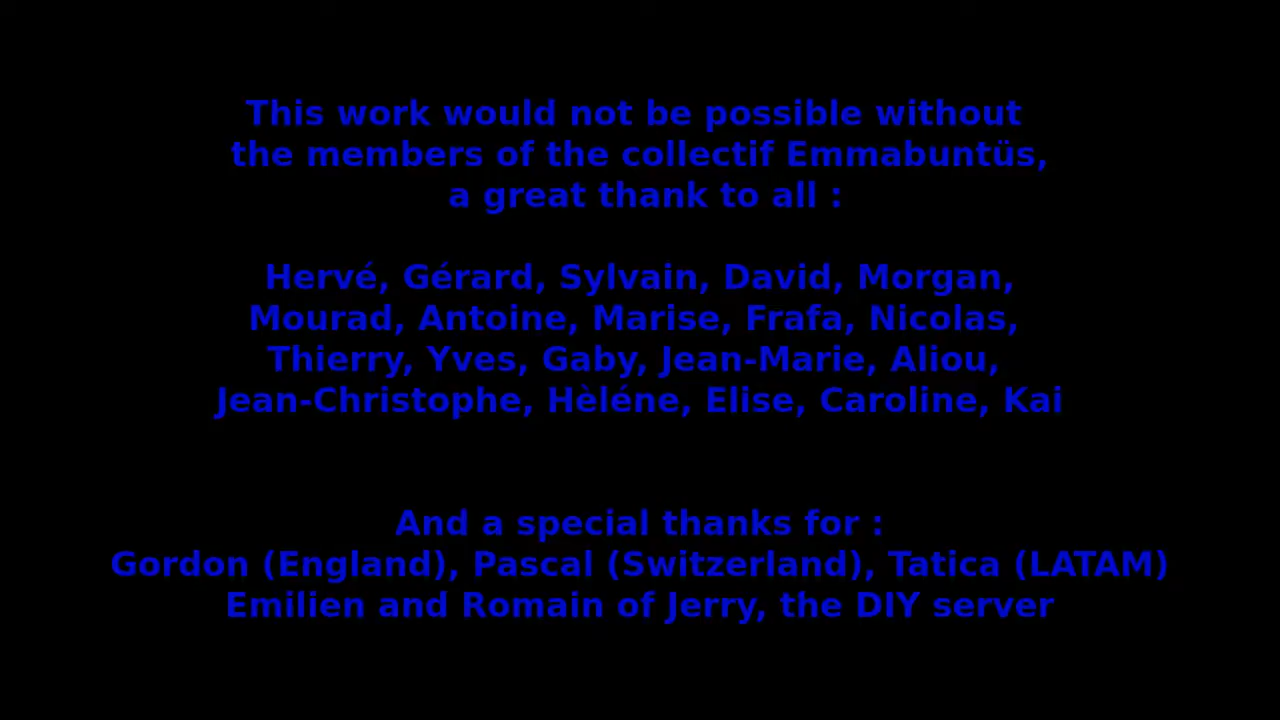 This work would not be possible without
the members of the collectif Emmabuntüs,
a great thank to all :
Hervé, Gérard, Sylvain, David, Morgan,
Mourad, Antoine, Marise, Frafa, Nicolas,
Thierry, Yves, Gaby, Jean-Marie, Aliou,
Jean-Christophe, Hèléne, Elise, Caroline, Kai
And a special thanks for :
Gordon (England), Pascal (Switzerland), Tatica (LATAM)
Emilien and Romain of Jerry, the DIY server